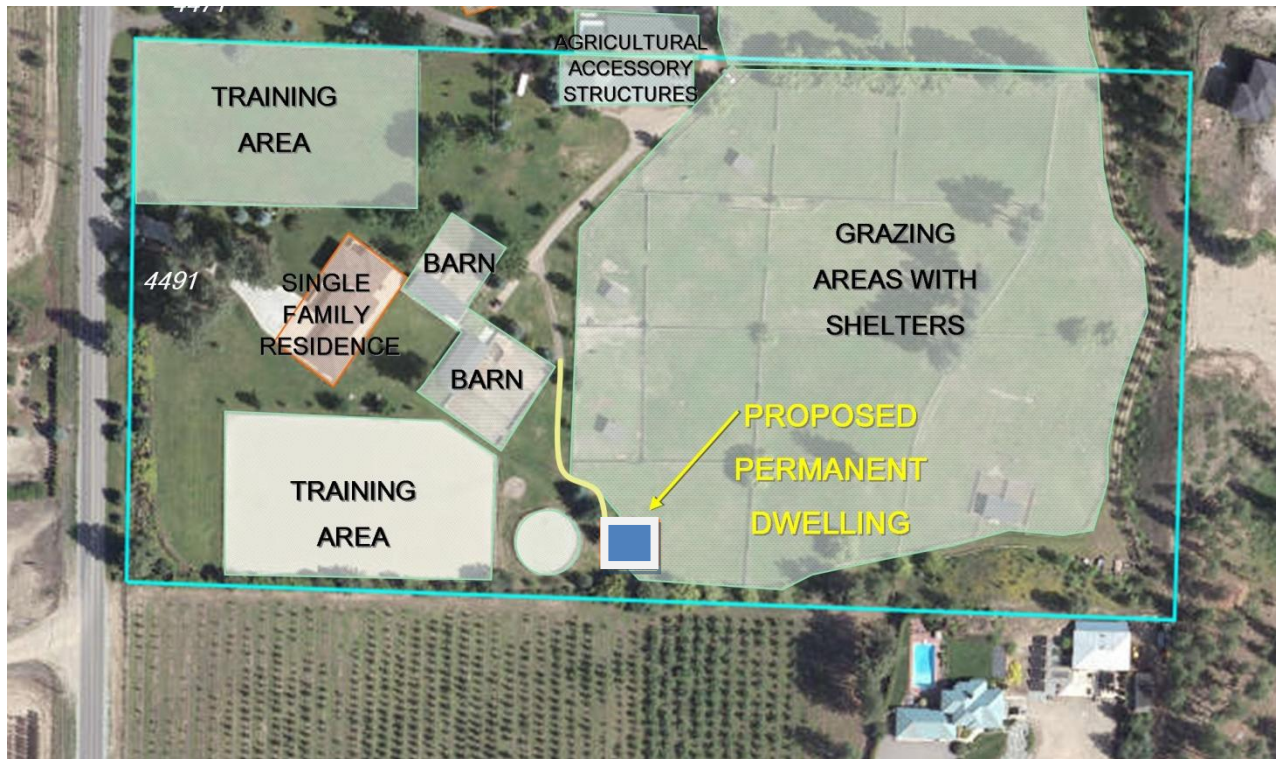 TRAINING
AREA
AGRICULTURAL
ACCESSORY
STRUCTURES
4491
SINGLE
FAMILY
RESIDENCE
BARN
BARN
GRAZING
AREAS WITH
SHELTERS
PROPOSED
PERMANENT
DWELLING
TRAINING
AREA